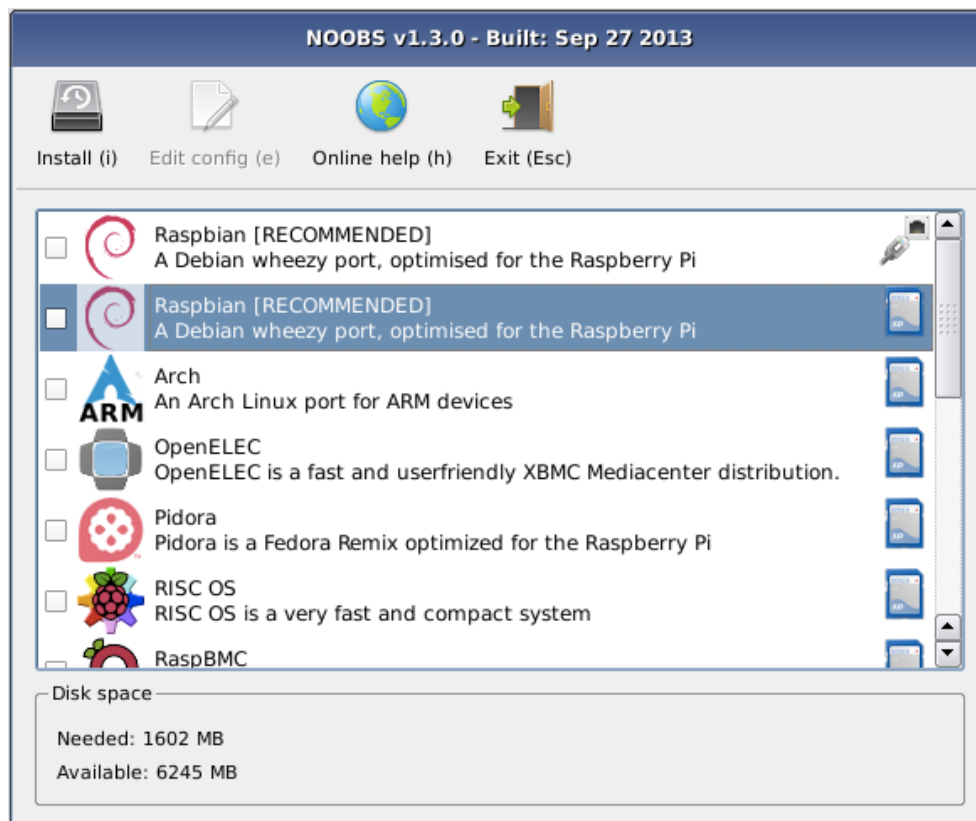 NOOBS v1.3.0 - Built: Sep 27 2013
Install (i)
Edit config (e)
Online help (h)
Exit (Esc)
Raspbian [RECOMMENDED]
A Debian wheezy port, optimised for the Raspberry Pi
Raspbian [RECOMMENDED]
A Debian wheezy port, optimised for the Raspberry Pi
ARM
Arch
An Arch Linux port for ARM devices
OpenELEC
OpenELEC is a fast and userfriendly XBMC Mediacenter distribution.
Pidora
Pidora is a Fedora Remix optimized for the Raspberry Pi
RISC OS
RISC OS is a very fast and compact system
RaspBMC
Disk space
Needed: 1602 MB
Available: 6245 MB